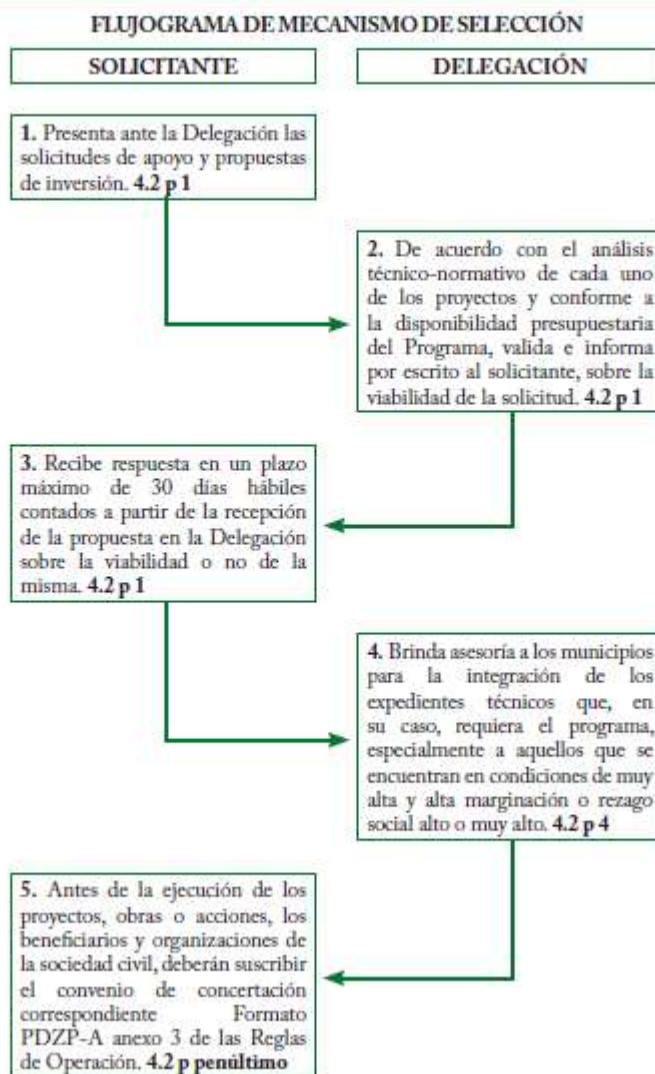 FLUJOGRAMA DE MECANISMO DE SELECCIÓN
SOLICITANTE
DELEGACIÓN
1. Presenta ante la Delegación las
solicitudes de apoyo y propuestas
de inversión. 4.2 p 1
2. De acuerdo con el análisis
técnico-normativo de cada uno
de los proyectos y conforme a
la disponibilidad presupuestaria
del Programa, valida e informa
por escrito al solicitante, sobre la
viabilidad de la solicitud. 4.2 p 1
3. Recibe respuesta en un plazo
máximo de 30 días hábiles
contados a partir de la recepción
de la propuesta en la Delegación
sobre la viabilidad o no de la
misma. 4.2 p 1
4. Brinda asesoría a los municipios
para la integración de los
expedientes técnicos que, en
su caso, requiera el programa,
especialmente a aquellos que se
encuentran en condiciones de muy
alta y alta marginación o rezago
social alto o muy alto. 4.2 p 4
5. Antes de la ejecución de los
proyectos, obras o acciones, los
beneficiarios y organizaciones de
la sociedad civil, deberán suscribir
el convenio de concertación
correspondiente Formato
PDZP-A anexo 3 de las Reglas
de Operación. 4.2 p penúltimo